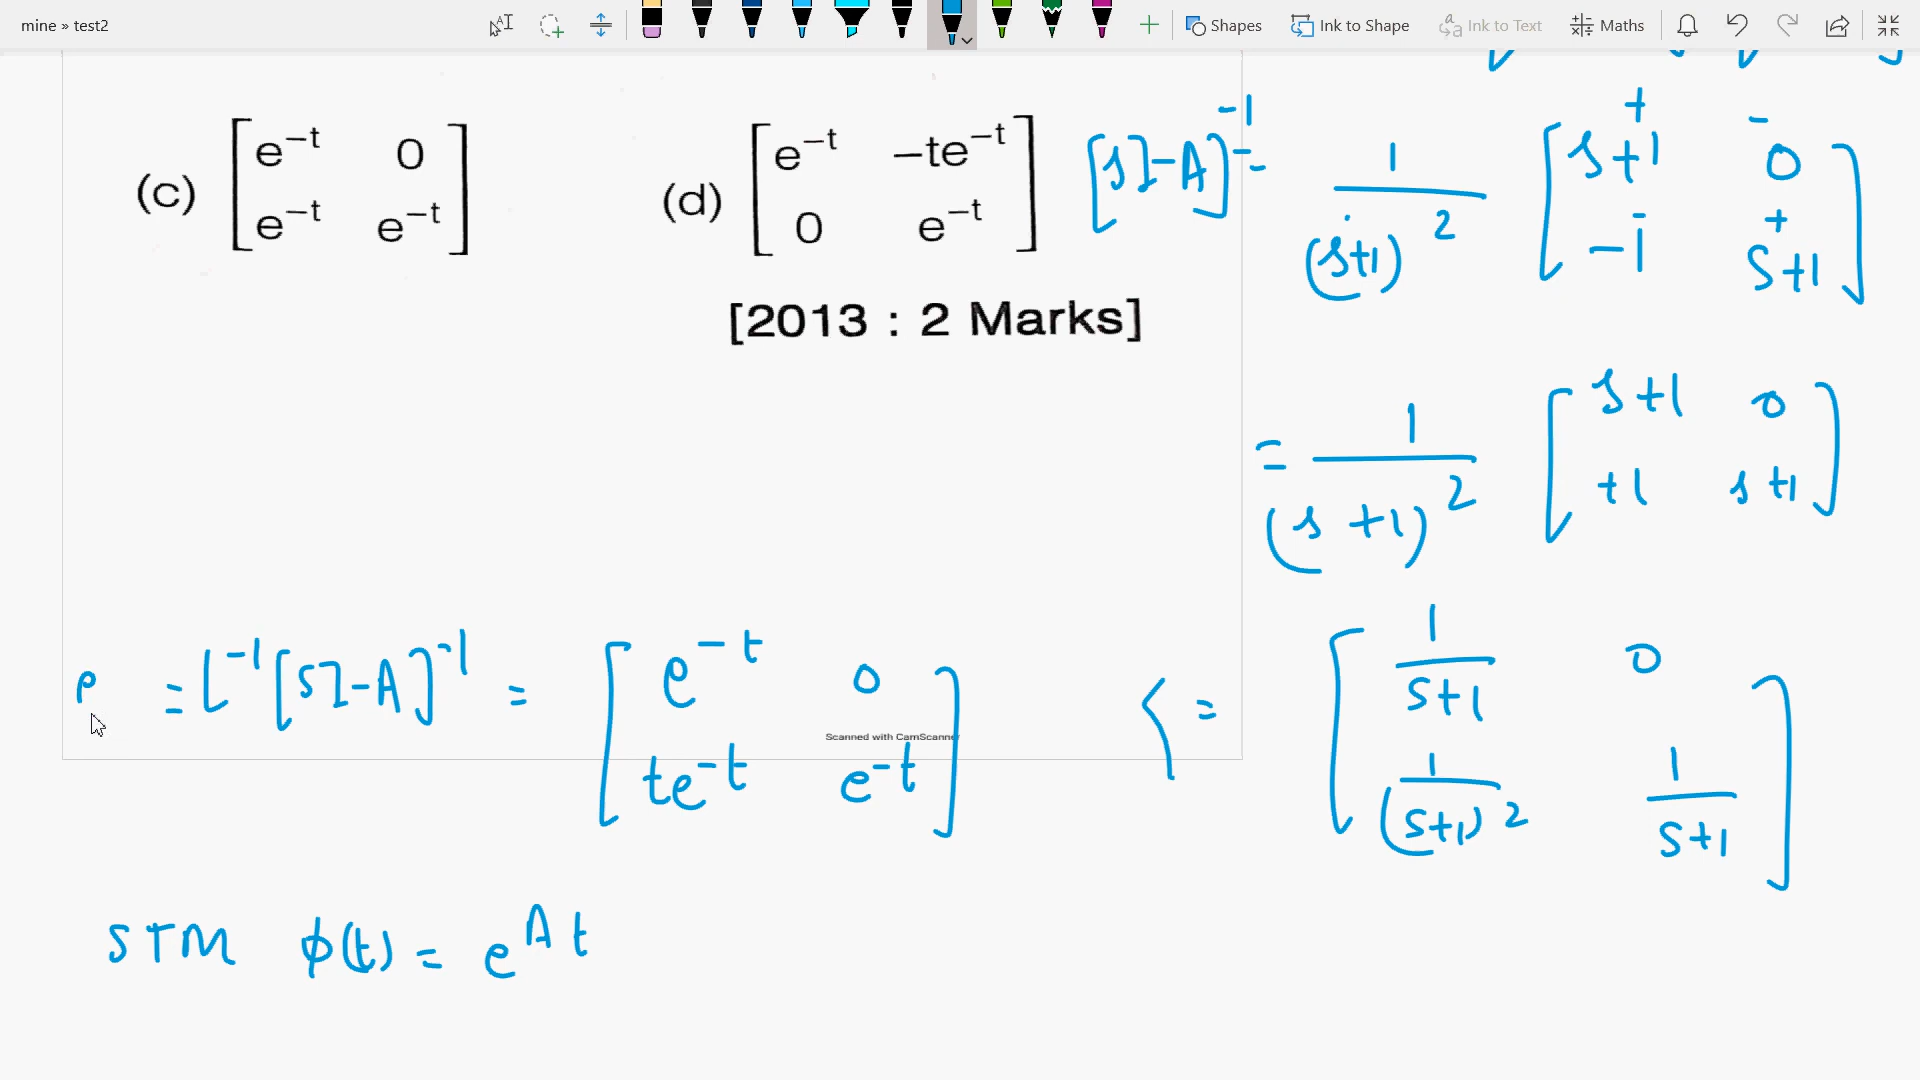 mine » test2
Shapes Ink to Shape Ink to Text Maths
(c) [e^−t 0
e^−t e^−t]
(d) [e^−t −te^−t
0 e^−t]
[2013 : 2 Marks]
[sI-A]^-1 = 1/(s+1)^2 [+ s+1 - 0
- -1 + s+1]
= 1/(s+1)^2 [s+1 0
+1 s+1]
= [1/(s+1) 0
1/(s+1)^2 1/(s+1)]
= L^-1 [SI-A]^-1 = [e^-t 0
te^-t e^-t]
Scanned with CamScanner
STM φ(t) = e^At